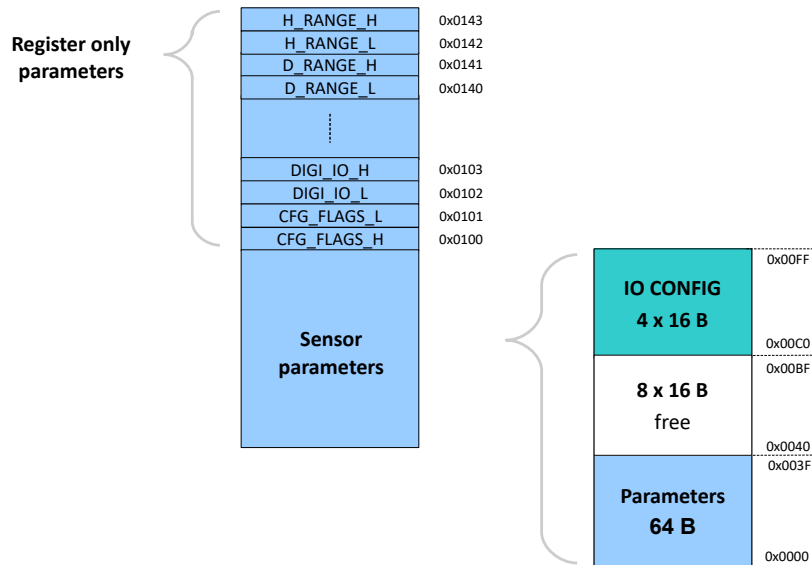 Register only
parameters
H_RANGE_H 0x0143
H_RANGE_L 0x0142
D_RANGE_H 0x0141
D_RANGE_L 0x0140
DIGI_IO_H 0x0103
DIGI_IO_L 0x0102
CFG_FLAGS_L 0x0101
CFG_FLAGS_H 0x0100
Sensor
parameters
0x00FF
IO CONFIG
4 x 16 B
0x00C0
0x00BF
8 x 16 B
free
0x0040
0x003F
Parameters
64 B
0x0000